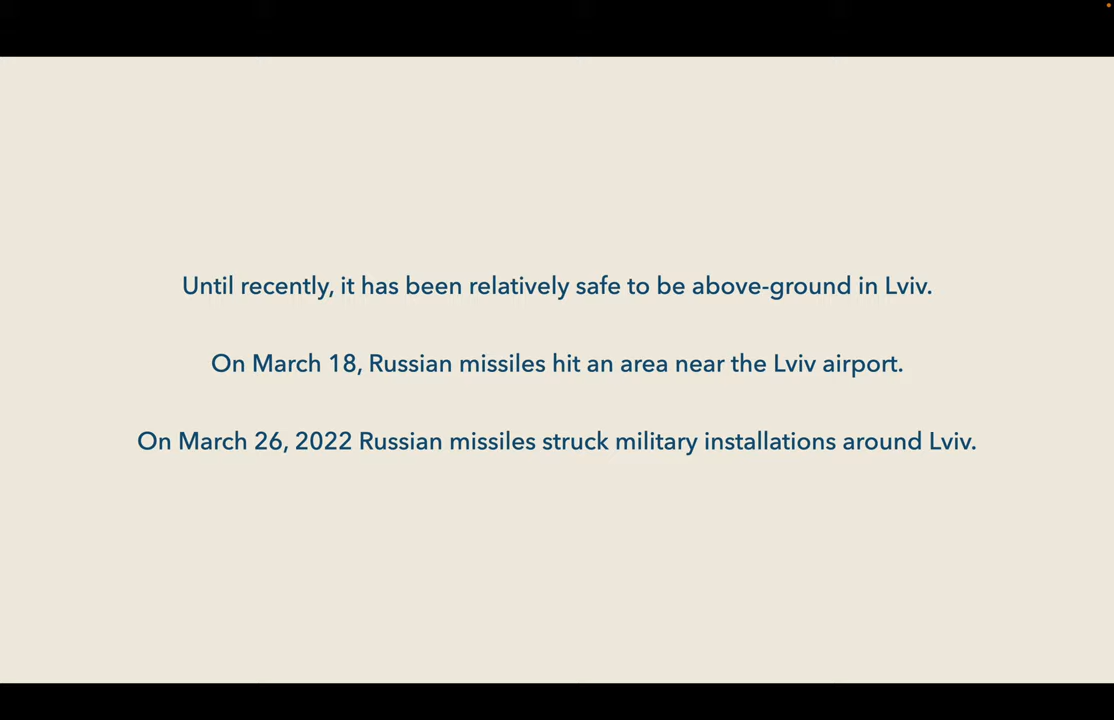 Until recently, it has been relatively safe to be above-ground in Lviv.
On March 18, Russian missiles hit an area near the Lviv airport.
On March 26, 2022 Russian missiles struck military installations around Lviv.